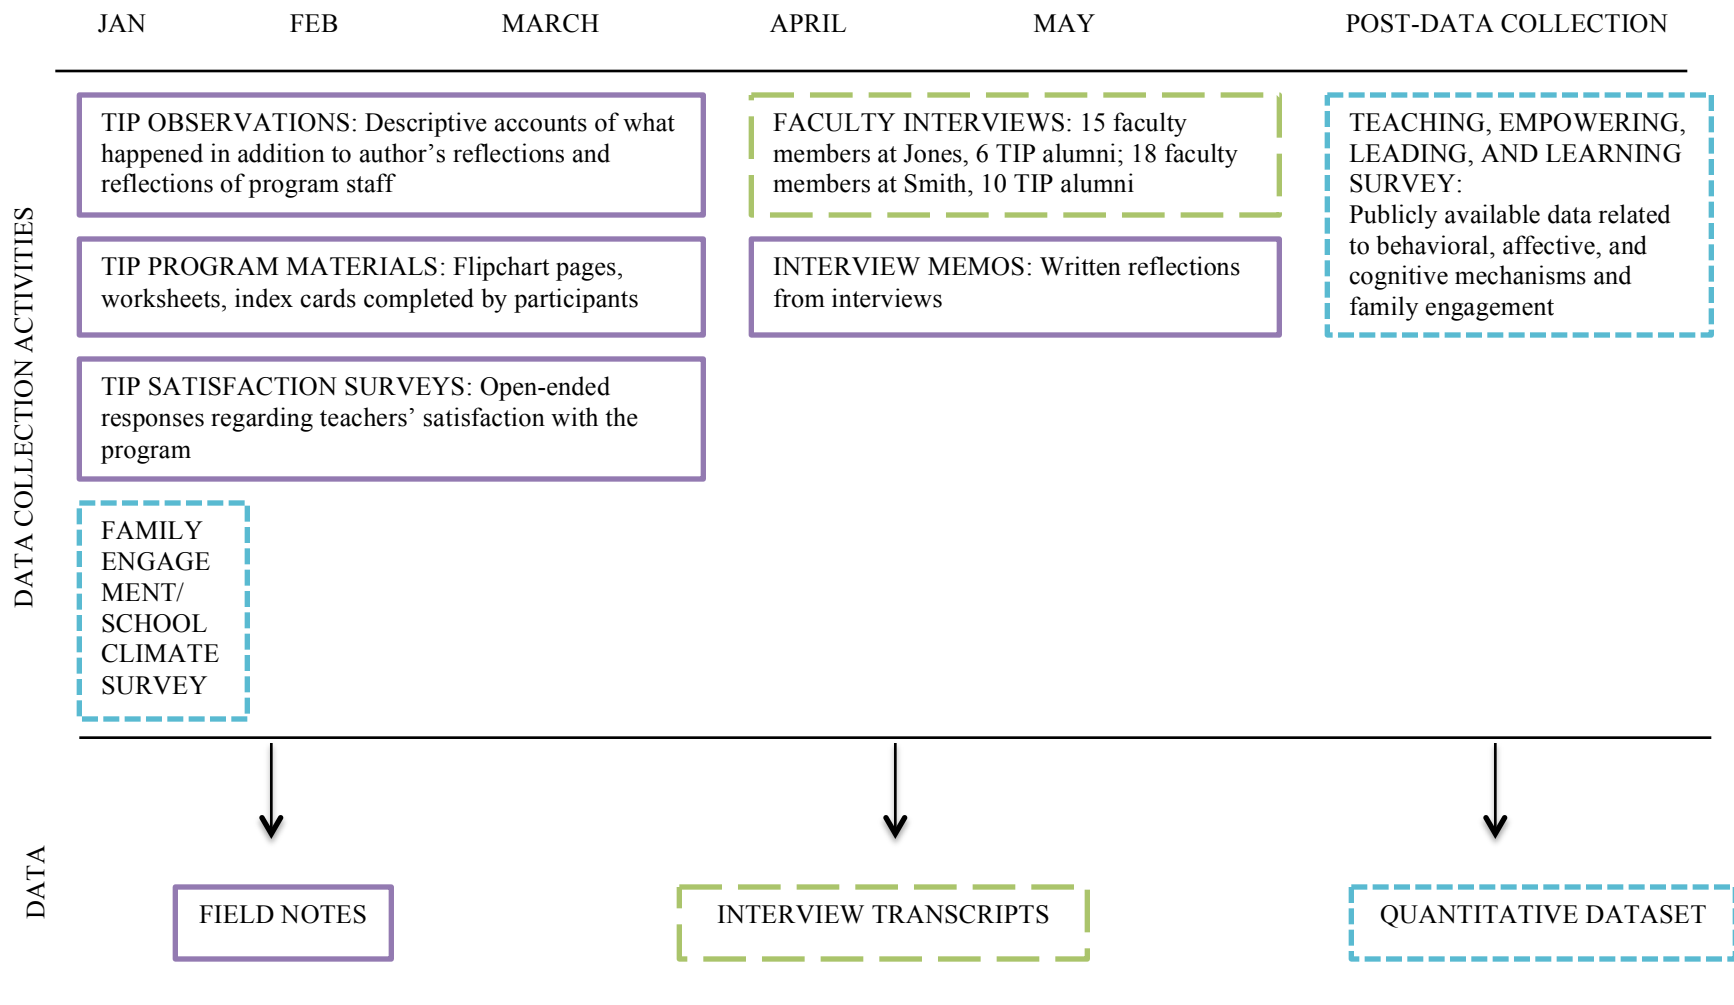 JAN FEB MARCH APRIL MAY POST-DATA COLLECTION
DATA COLLECTION ACTIVITIES
TIP OBSERVATIONS: Descriptive accounts of what
happened in addition to author’s reflections and
reflections of program staff
TIP PROGRAM MATERIALS: Flipchart pages,
worksheets, index cards completed by participants
TIP SATISFACTION SURVEYS: Open-ended
responses regarding teachers’ satisfaction with the
program
FAMILY
ENGAGE
MENT/
SCHOOL
CLIMATE
SURVEY
FACULTY INTERVIEWS: 15 faculty
members at Jones, 6 TIP alumni; 18 faculty
members at Smith, 10 TIP alumni
INTERVIEW MEMOS: Written reflections
from interviews
TEACHING, EMPOWERING,
LEADING, AND LEARNING
SURVEY:
Publicly available data related
to behavioral, affective, and
cognitive mechanisms and
family engagement
DATA
FIELD NOTES
INTERVIEW TRANSCRIPTS
QUANTITATIVE DATASET